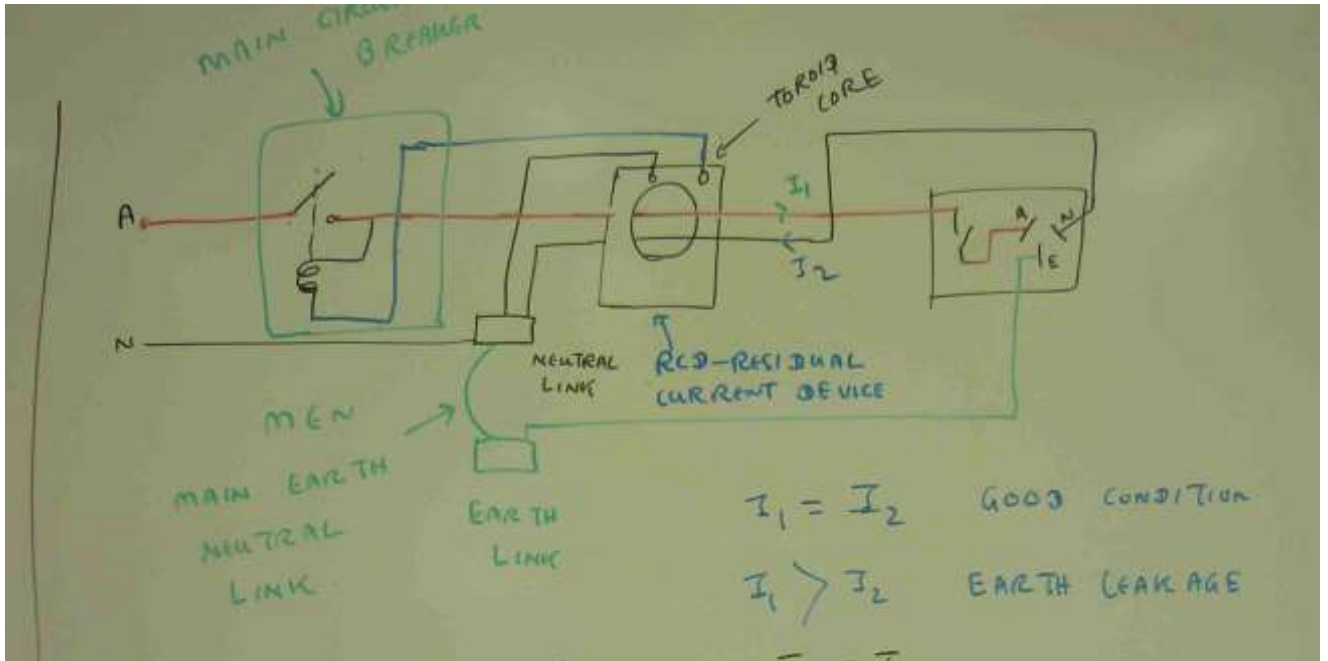 MAIN
BREAKER
TOROID
CORE
A
I1
I2
A
N
E
N
NEUTRAL
LINK
RCD-RESIDUAL
CURRENT DEVICE
MEN
MAIN EARTH
NEUTRAL
LINK
EARTH
LINK
I1 = I2 GOOD CONDITION
I1 > I2 EARTH LEAKAGE